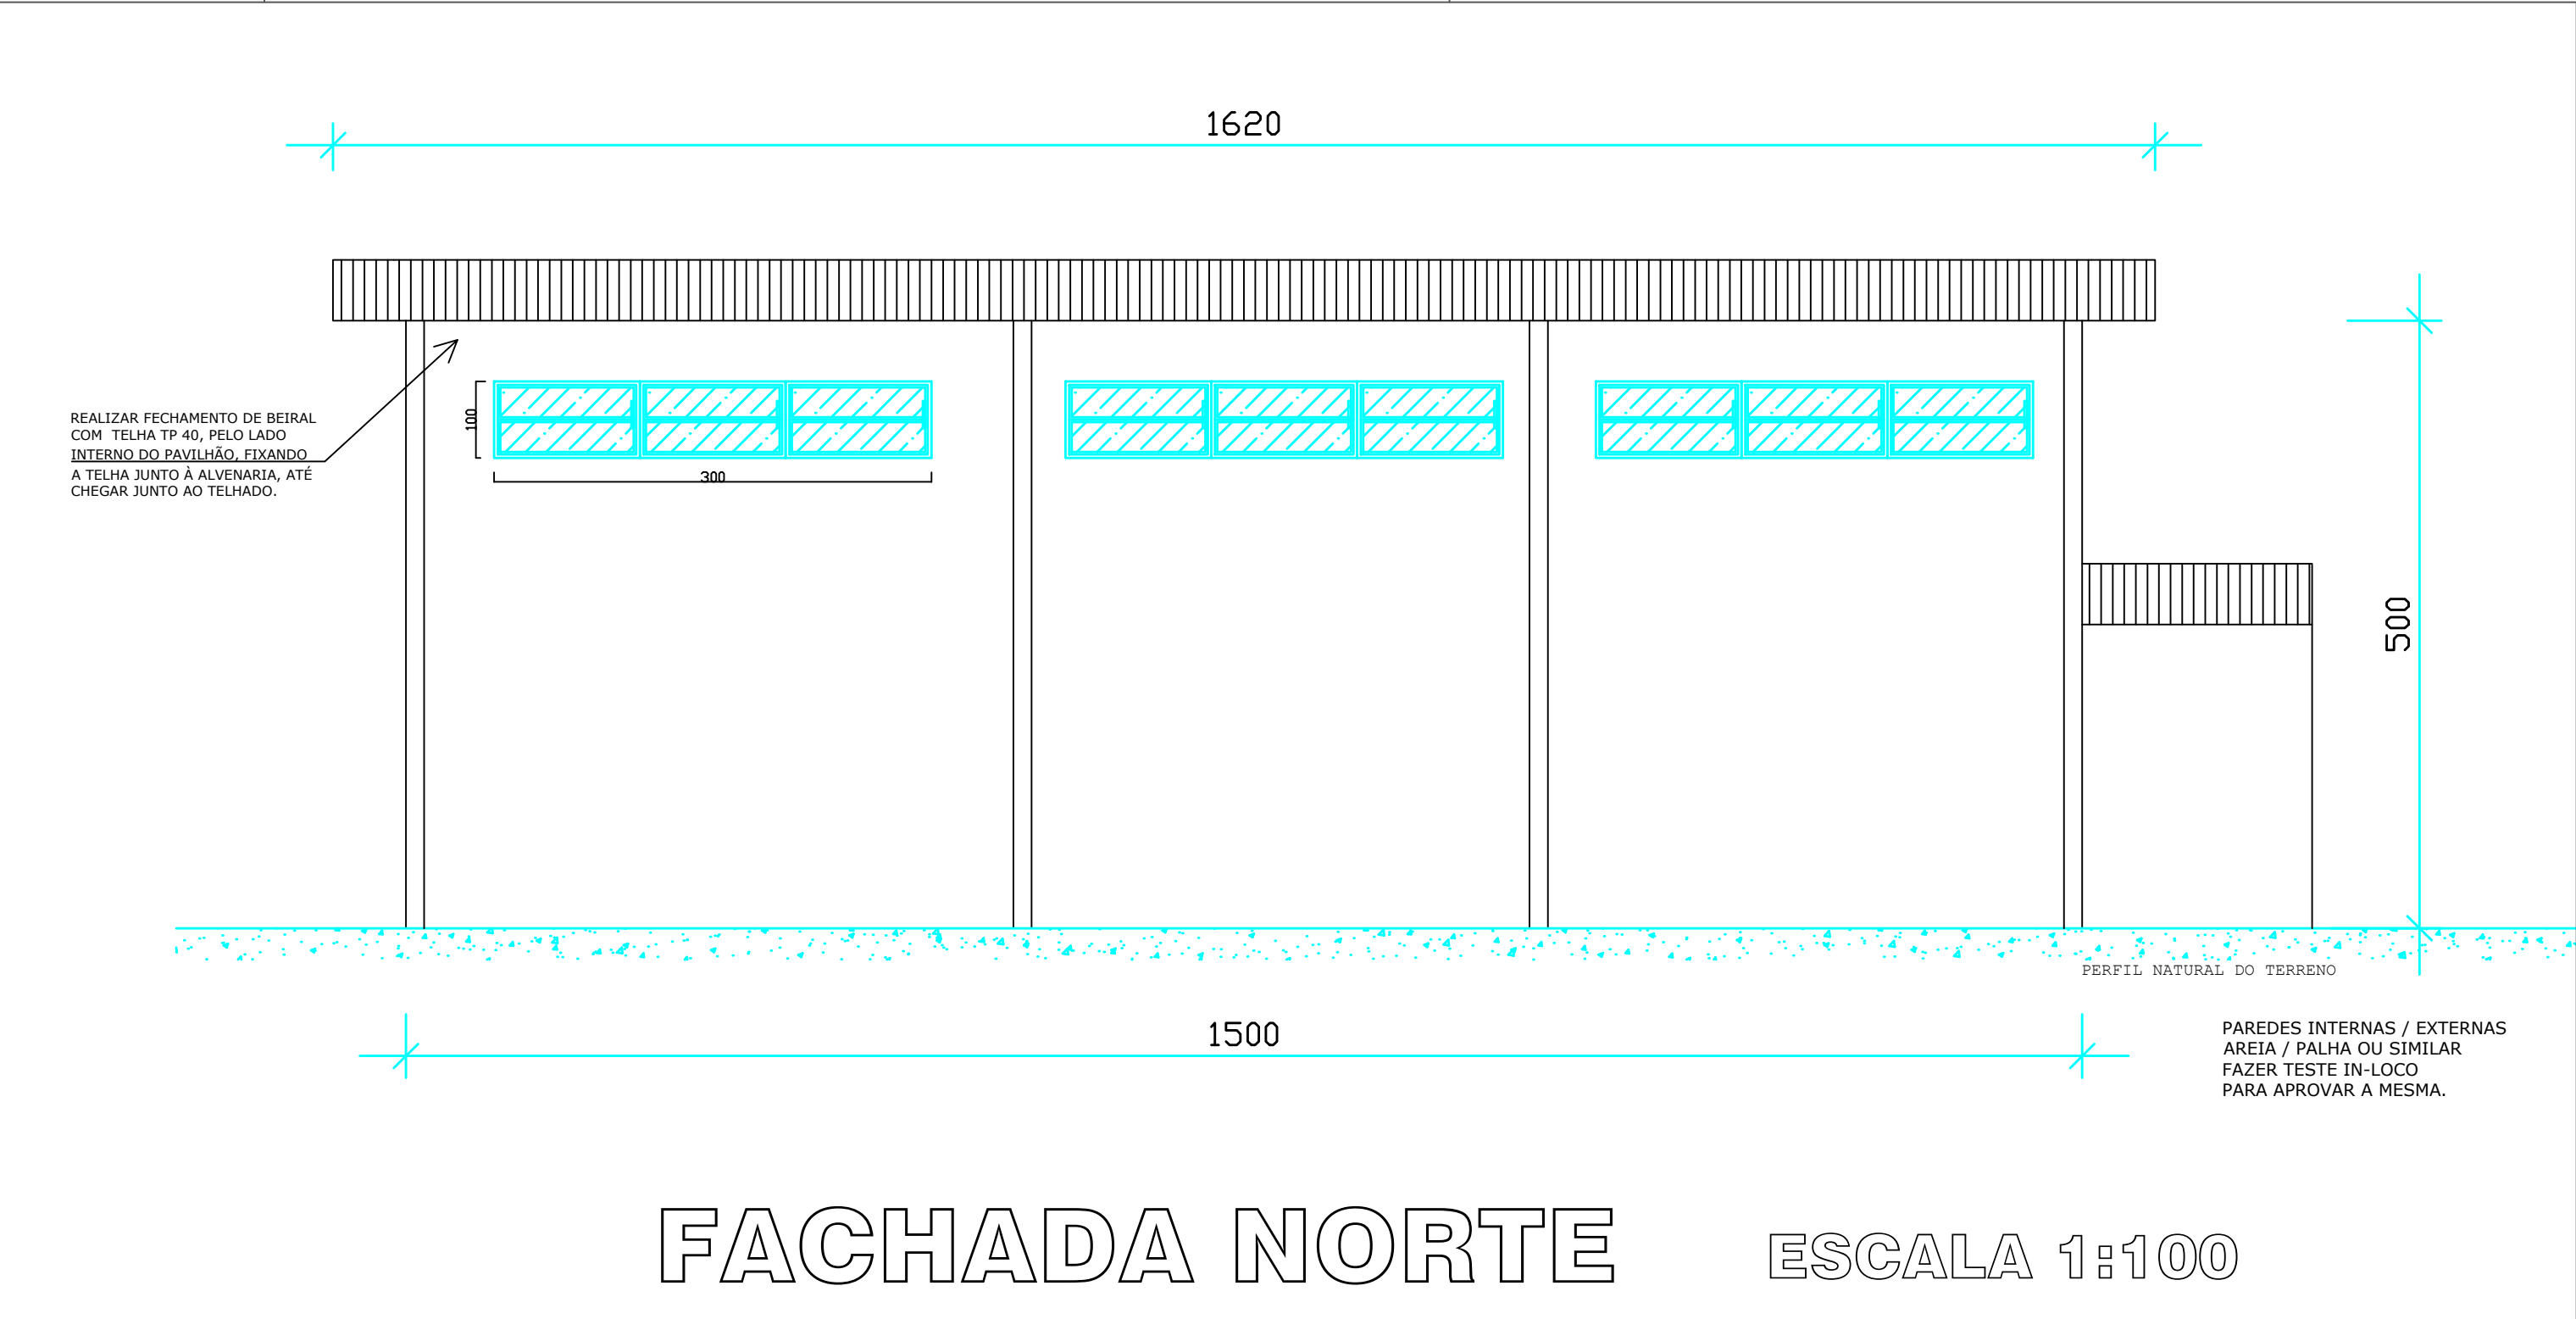 1620
REALIZAR FECHAMENTO DE BEIRAL
COM TELHA TP 40, PELO LADO
INTERNO DO PAVILHÃO, FIXANDO
A TELHA JUNTO À ALVENARIA, ATÉ
CHEGAR JUNTO AO TELHADO.
100
300
500
PERFIL NATURAL DO TERRENO
1500
PAREDES INTERNAS / EXTERNAS
AREIA / PALHA OU SIMILAR
FAZER TESTE IN-LOCO
PARA APROVAR A MESMA.
FACHADA NORTE
ESCALA 1:100